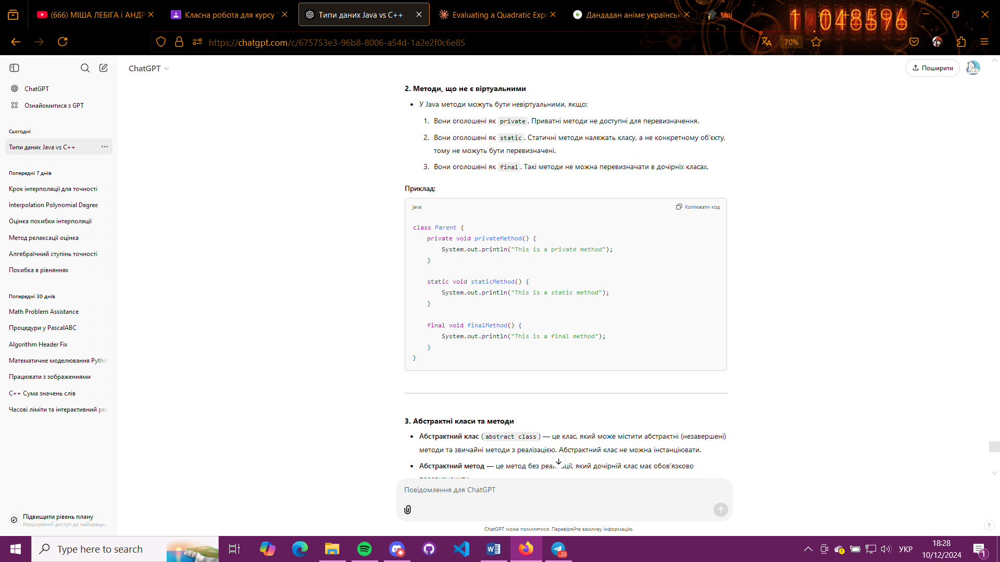 (666) МІША ЛЕБІГА і АНДР
Класна робота для курсу "
Типи даних Java vs C++
Evaluating a Quadratic Expr
Дандадан аніме українськ
Uni
https://chatgpt.com/c/675753e3-96b8-8006-a54d-1a2e2f0c6e85
70%
ChatGPT
Поширити
ChatGPT
Ознайомитися з GPT
Сьогодні
Типи даних Java vs C++
Попередні 7 днів
Крок інтерполяції для точності
Interpolation Polynomial Degree
Оцінка похибки інтерполяції
Метод релаксації оцінка
Алгебраїчний ступінь точності
Похибка в рівняннях
Попередні 30 днів
Math Problem Assistance
Процедури у PascalABC
Algorithm Header Fix
Математичне моделювання Pytho
Працювати з зображеннями
C++ Сума значень слів
Часові ліміти та інтерактивний реж
Підвищити рівень плану
Розширений доступ до найкращи...
2. Методи, що не є віртуальними
• У Java методи можуть бути невіртуальними, якщо:
1. Вони оголошені як private. Приватні методи не доступні для перевизначення.
2. Вони оголошені як static. Статичні методи належать класу, а не конкретному об'єкту,
тому не можуть бути перевизначені.
3. Вони оголошені як final. Такі методи не можна перевизначати в дочірніх класах.
Приклад:
java
Копіювати код
class Parent {
private void privateMethod() {
System.out.println("This is a private method");
}
static void staticMethod() {
System.out.println("This is a static method");
}
final void finalMethod() {
System.out.println("This is a final method");
}
}
3. Абстрактні класи та методи
• Абстрактний клас (abstract class) — це клас, який може містити абстрактні (незавершені)
методи та звичайні методи з реалізацією. Абстрактний клас не можна інстанціювати.
• Абстрактний метод — це метод без реалізації, який дочірній клас має обов'язково
Повідомлення для ChatGPT
ChatGPT може помилятися. Перевіряйте важливу інформацію.
?
Type here to search
..20
УКР
18:28
10/12/2024
1